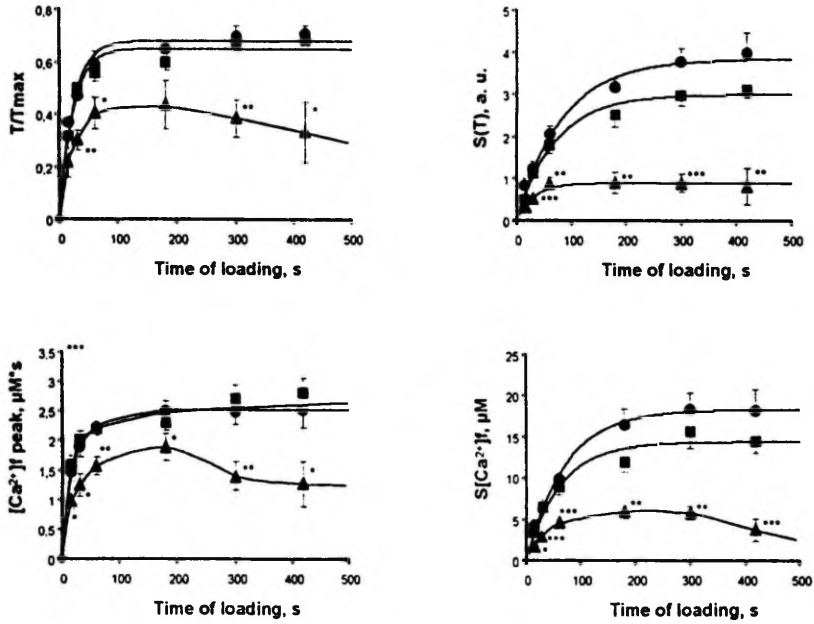 0,8
0,6
0,4
0,2
0
T/Tmax
0 100 200 300 400 500
Time of loading, s
5
4
3
2
1
0
S(T), a. u.
0 100 200 300 400 500
Time of loading, s
* ** ** * **
*** ** ** *** **
3,5
3
2,5
2
1,5
1
0,5
0
[Ca²⁺]f peak, µM*s
*** * * ** * ** *
0 100 200 300 400 500
Time of loading, s
25
20
15
10
5
0
S[Ca²⁺]f, µM
* *** *** ** ** ***
0 100 200 300 400 500
Time of loading, s